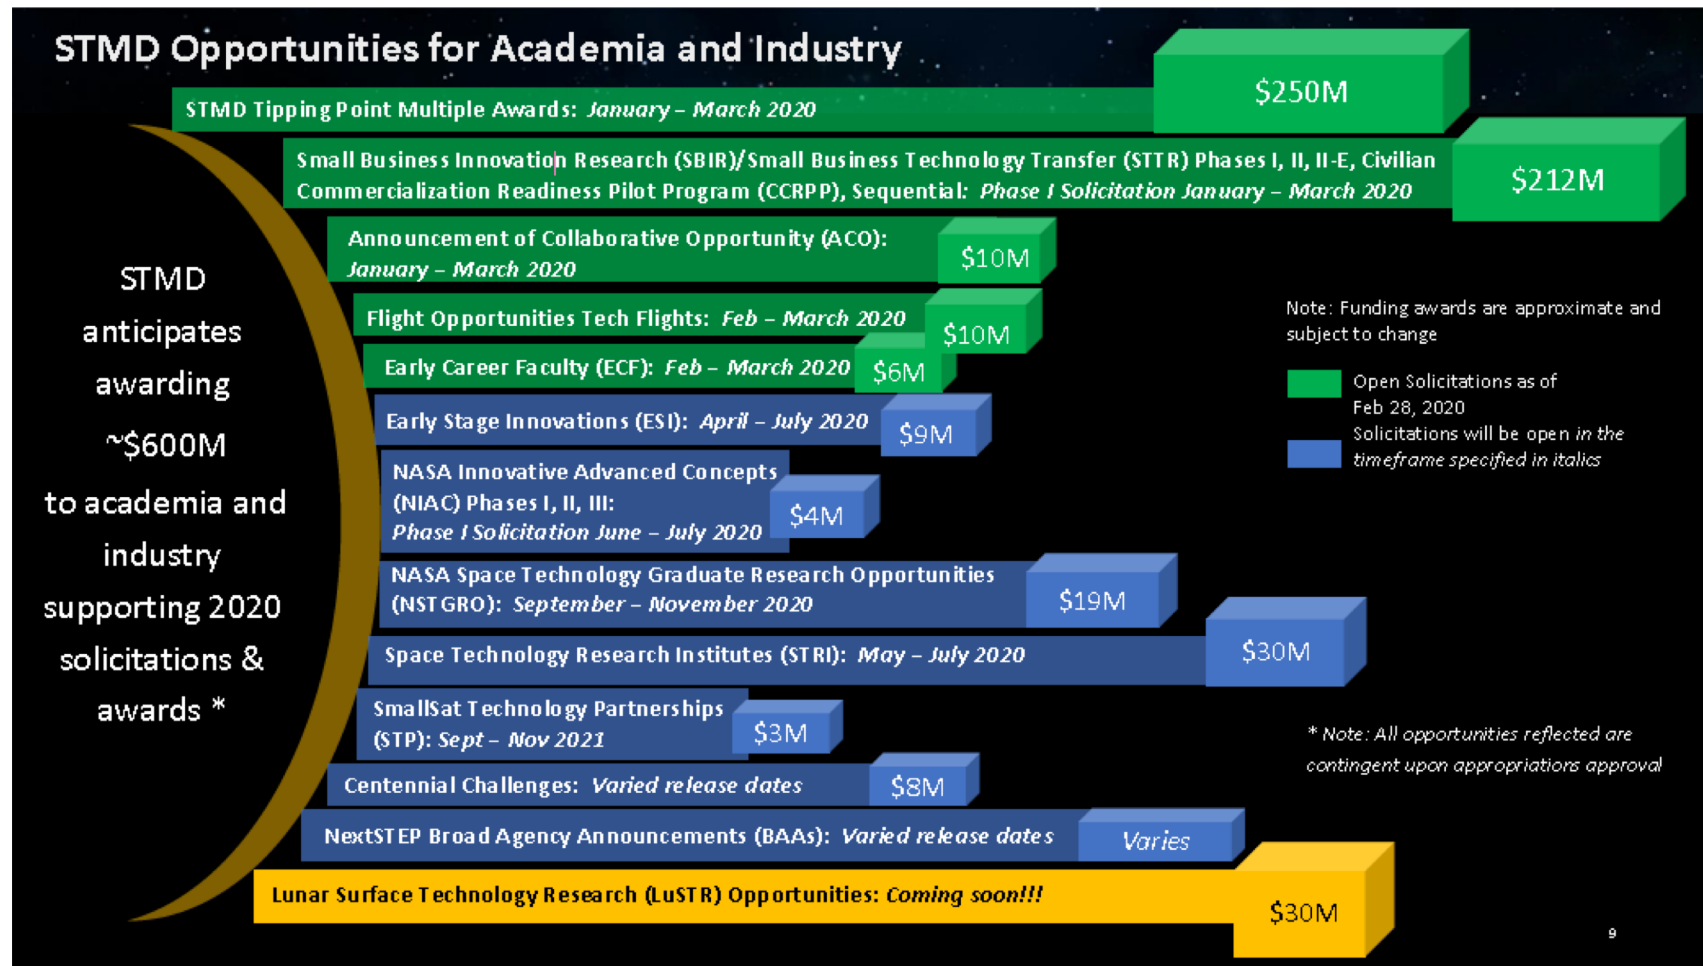 STMD Opportunities for Academia and Industry
$250M
STMD Tipping Point Multiple Awards: January – March 2020
Small Business Innovation Research (SBIR)/Small Business Technology Transfer (STTR) Phases I, II, II-E, Civilian
Commercialization Readiness Pilot Program (CCRPP), Sequential: Phase I Solicitation January – March 2020
$212M
Announcement of Collaborative Opportunity (ACO):
January – March 2020
$10M
Flight Opportunities Tech Flights: Feb – March 2020
$10M
Early Career Faculty (ECF): Feb – March 2020
$6M
Early Stage Innovations (ESI): April – July 2020
$9M
NASA Innovative Advanced Concepts
(NIAC) Phases I, II, III:
Phase I Solicitation June – July 2020
$4M
NASA Space Technology Graduate Research Opportunities
(NSTGRO): September – November 2020
$19M
Space Technology Research Institutes (STRI): May – July 2020
$30M
SmallSat Technology Partnerships
(STP): Sept – Nov 2021
$3M
Centennial Challenges: Varied release dates
$8M
NextSTEP Broad Agency Announcements (BAAs): Varied release dates
Varies
Lunar Surface Technology Research (LuSTR) Opportunities: Coming soon!!!
$30M
STMD
anticipates
awarding
~$600M
to academia and
industry
supporting 2020
solicitations &
awards *
Note: Funding awards are approximate and
subject to change
Open Solicitations as of
Feb 28, 2020
Solicitations will be open in the
timeframe specified in italics
* Note: All opportunities reflected are
contingent upon appropriations approval
9